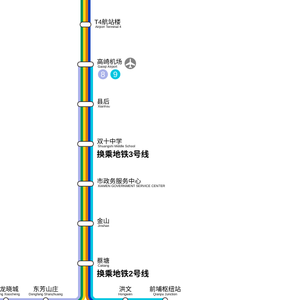 T4航站楼
Airport Terminal 4
高崎机场
Gaoqi Airport
8 9
县后
Xianhou
双十中学
Shuangshi Middle School
换乘地铁3号线
市政务服务中心
XIAMEN GOVERNMENT SERVICE CENTER
金山
Jinshan
蔡塘
Caitang
换乘地铁2号线
龙晓城 东芳山庄 洪文 前埔枢纽站
Dongfang Shanzhuang Hongwen Qianpu Junction